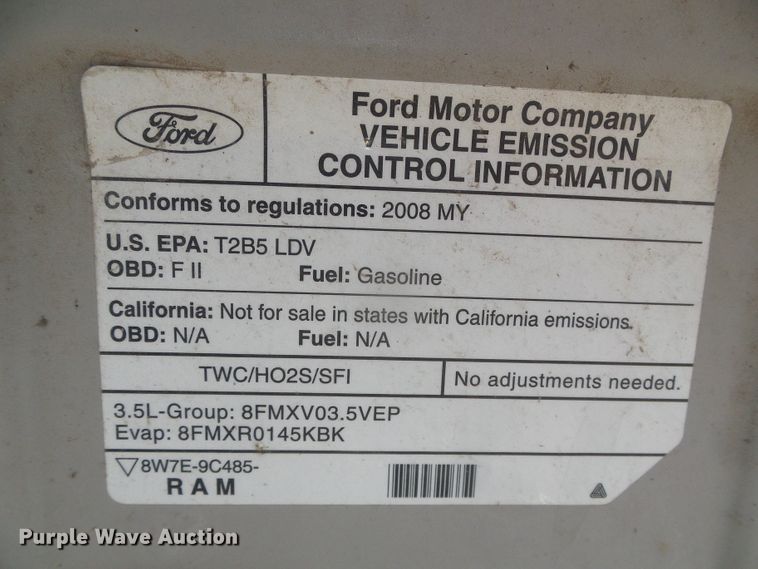 Ford
Ford Motor Company
VEHICLE EMISSION
CONTROL INFORMATION
Conforms to regulations: 2008 MY
U.S. EPA: T2B5 LDV
OBD: F II Fuel: Gasoline
California: Not for sale in states with California emissions.
OBD: N/A Fuel: N/A
TWC/HO2S/SFI No adjustments needed.
3.5L-Group: 8FMXV03.5VEP
Evap: 8FMXR0145KBK
8W7E-9C485-
RAM
Purple Wave Auction